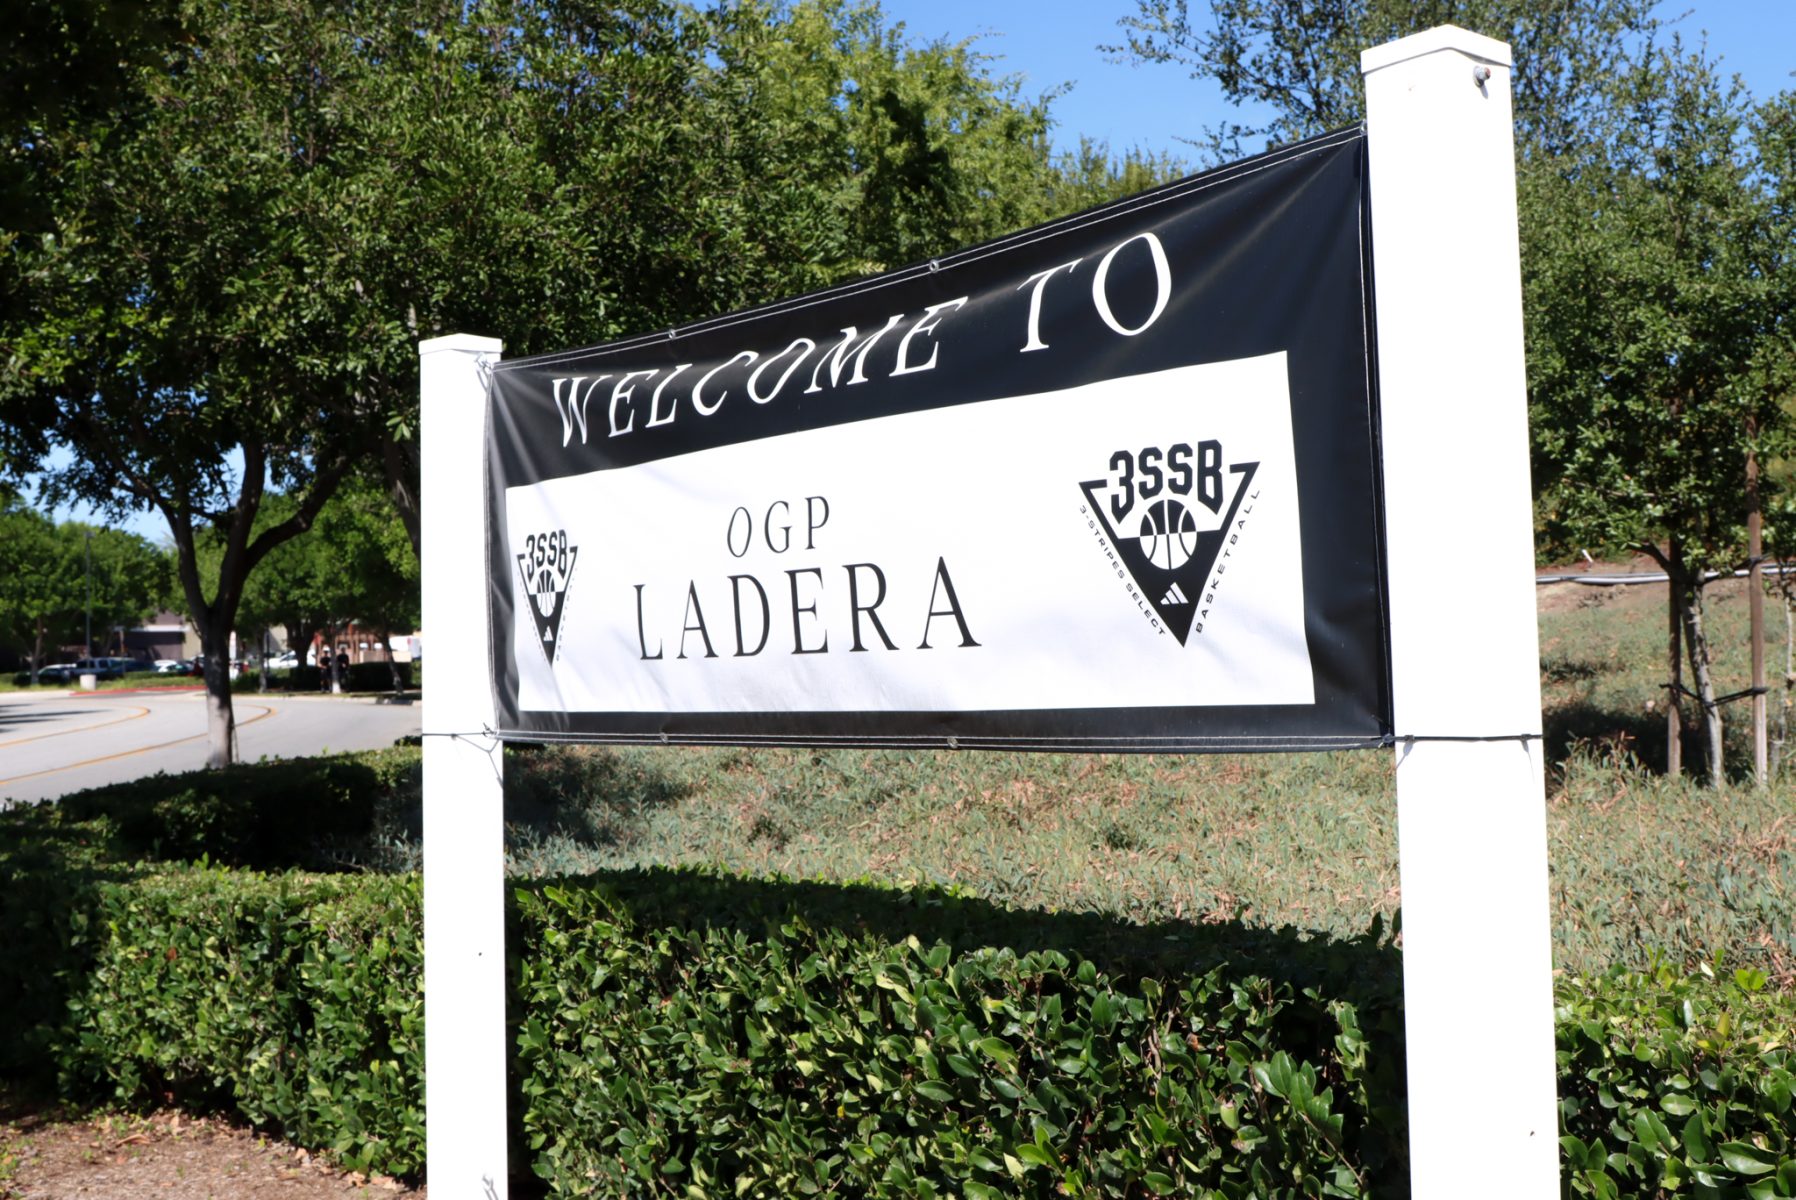 WELCOME TO
OGP
LADERA
3SSB
3SSB
3-STRIPES SELECT
BASKETBALL